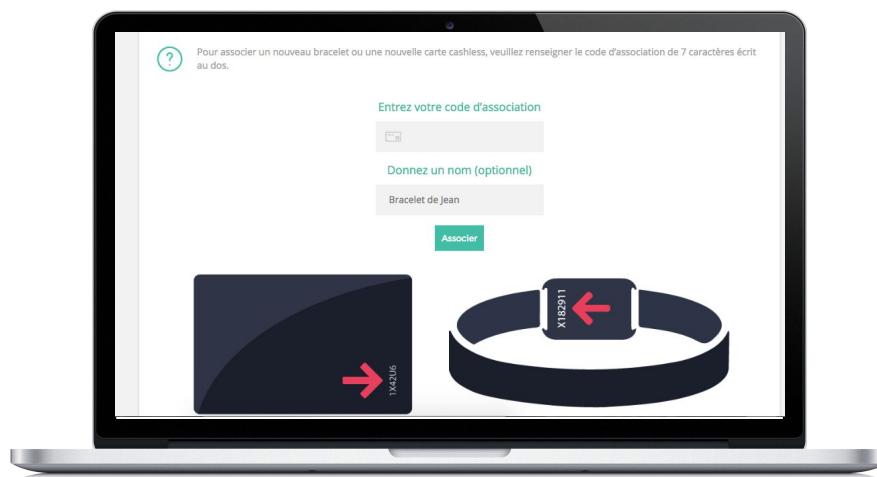 ?
Pour associer un nouveau bracelet ou une nouvelle carte cashless, veuillez renseigner le code d'association de 7 caractères écrit
au dos.
Entrez votre code d'association
Donnez un nom (optionnel)
Bracelet de Jean
Associer
1X42U6
X182911